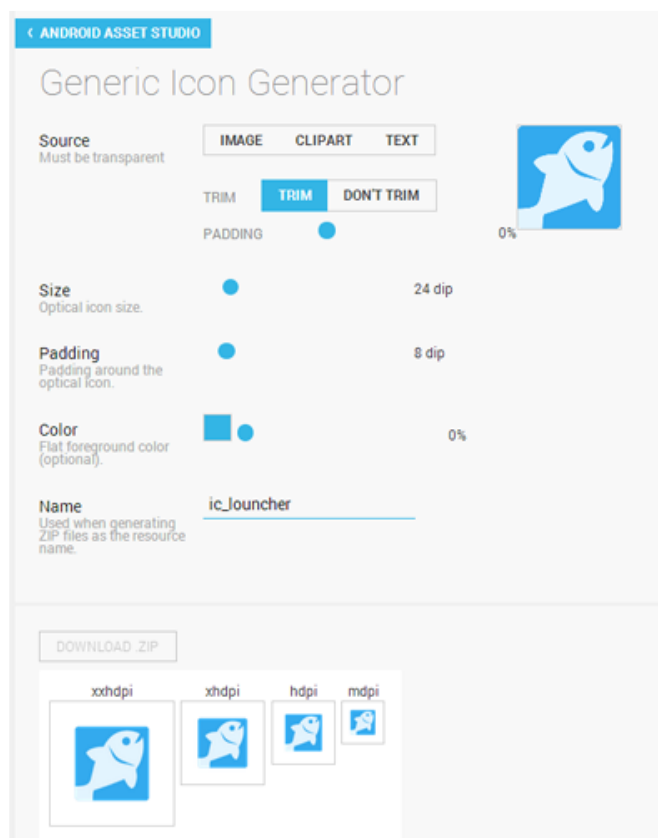 ‹ ANDROID ASSET STUDIO
Generic Icon Generator
Source
Must be transparent
IMAGE CLIPART TEXT
TRIM TRIM DON'T TRIM
PADDING 0%
Size
Optical icon size.
24 dip
Padding
Padding around the
optical icon.
8 dip
Color
Flat foreground color
(optional).
0%
Name
Used when generating
ZIP files as the resource
name.
ic_louncher
DOWNLOAD .ZIP
xxhdpi xhdpi hdpi mdpi